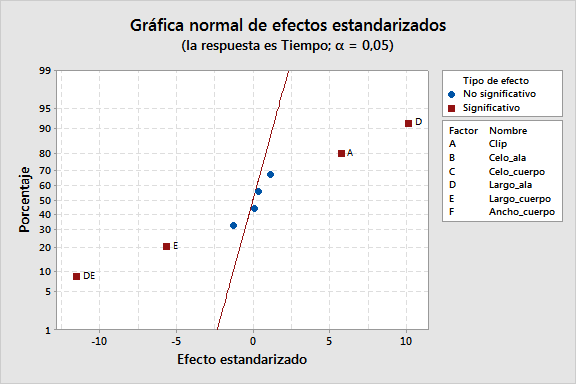 Gráfica normal de efectos estandarizados
(la respuesta es Tiempo; α = 0,05)
99
95
90
80
70
60
50
40
30
20
10
5
1
Porcentaje
-10
-5
0
5
10
Efecto estandarizado
D
A
E
DE
Tipo de efecto
No significativo
Significativo
Factor Nombre
A Clip
B Celo_ala
C Celo_cuerpo
D Largo_ala
E Largo_cuerpo
F Ancho_cuerpo